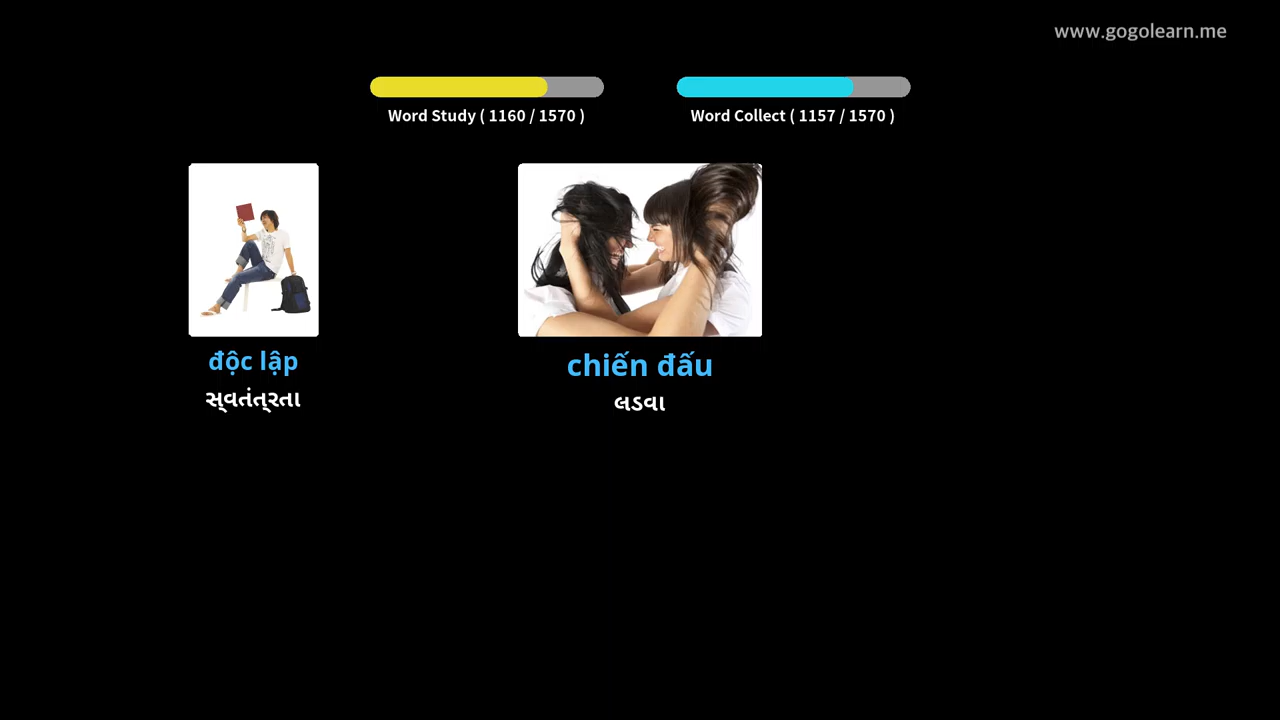 www.gogolearn.me
Word Study ( 1160 / 1570 )
Word Collect ( 1157 / 1570 )
độc lập
સ્વતંત્રતા
chiến đấu
લડવા